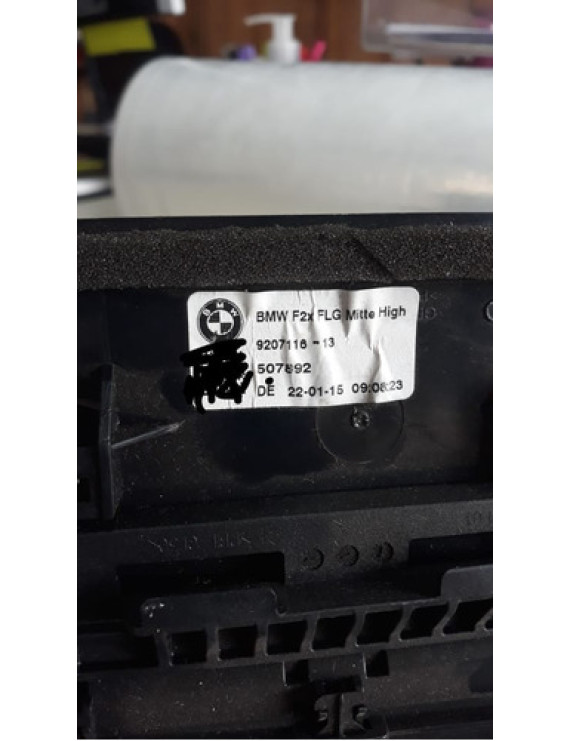 BMW
BMW F2x FLG Mitte High
9207116 -13
507892
DE 22-01-15 09:08:23